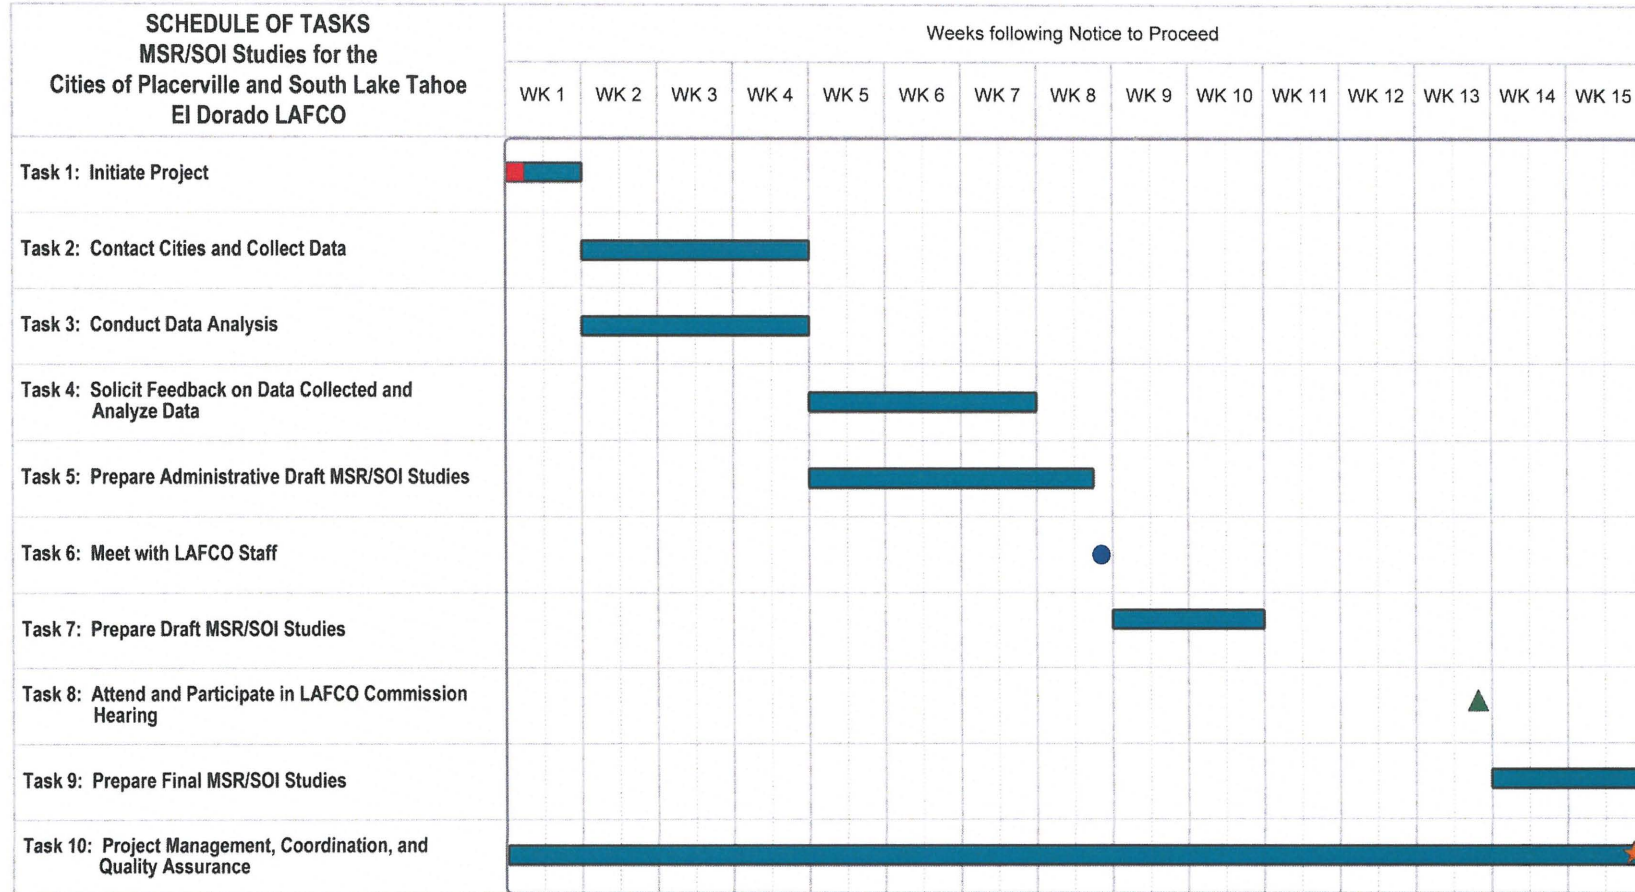 SCHEDULE OF TASKS
MSR/SOI Studies for the
Cities of Placerville and South Lake Tahoe
El Dorado LAFCO
Weeks following Notice to Proceed
WK 1 WK 2 WK 3 WK 4 WK 5 WK 6 WK 7 WK 8 WK 9 WK 10 WK 11 WK 12 WK 13 WK 14 WK 15
Task 1: Initiate Project
Task 2: Contact Cities and Collect Data
Task 3: Conduct Data Analysis
Task 4: Solicit Feedback on Data Collected and
Analyze Data
Task 5: Prepare Administrative Draft MSR/SOI Studies
Task 6: Meet with LAFCO Staff
Task 7: Prepare Draft MSR/SOI Studies
Task 8: Attend and Participate in LAFCO Commission
Hearing
Task 9: Prepare Final MSR/SOI Studies
Task 10: Project Management, Coordination, and
Quality Assurance